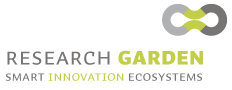 RESEARCH GARDEN
SMART INNOVATION ECOSYSTEMS